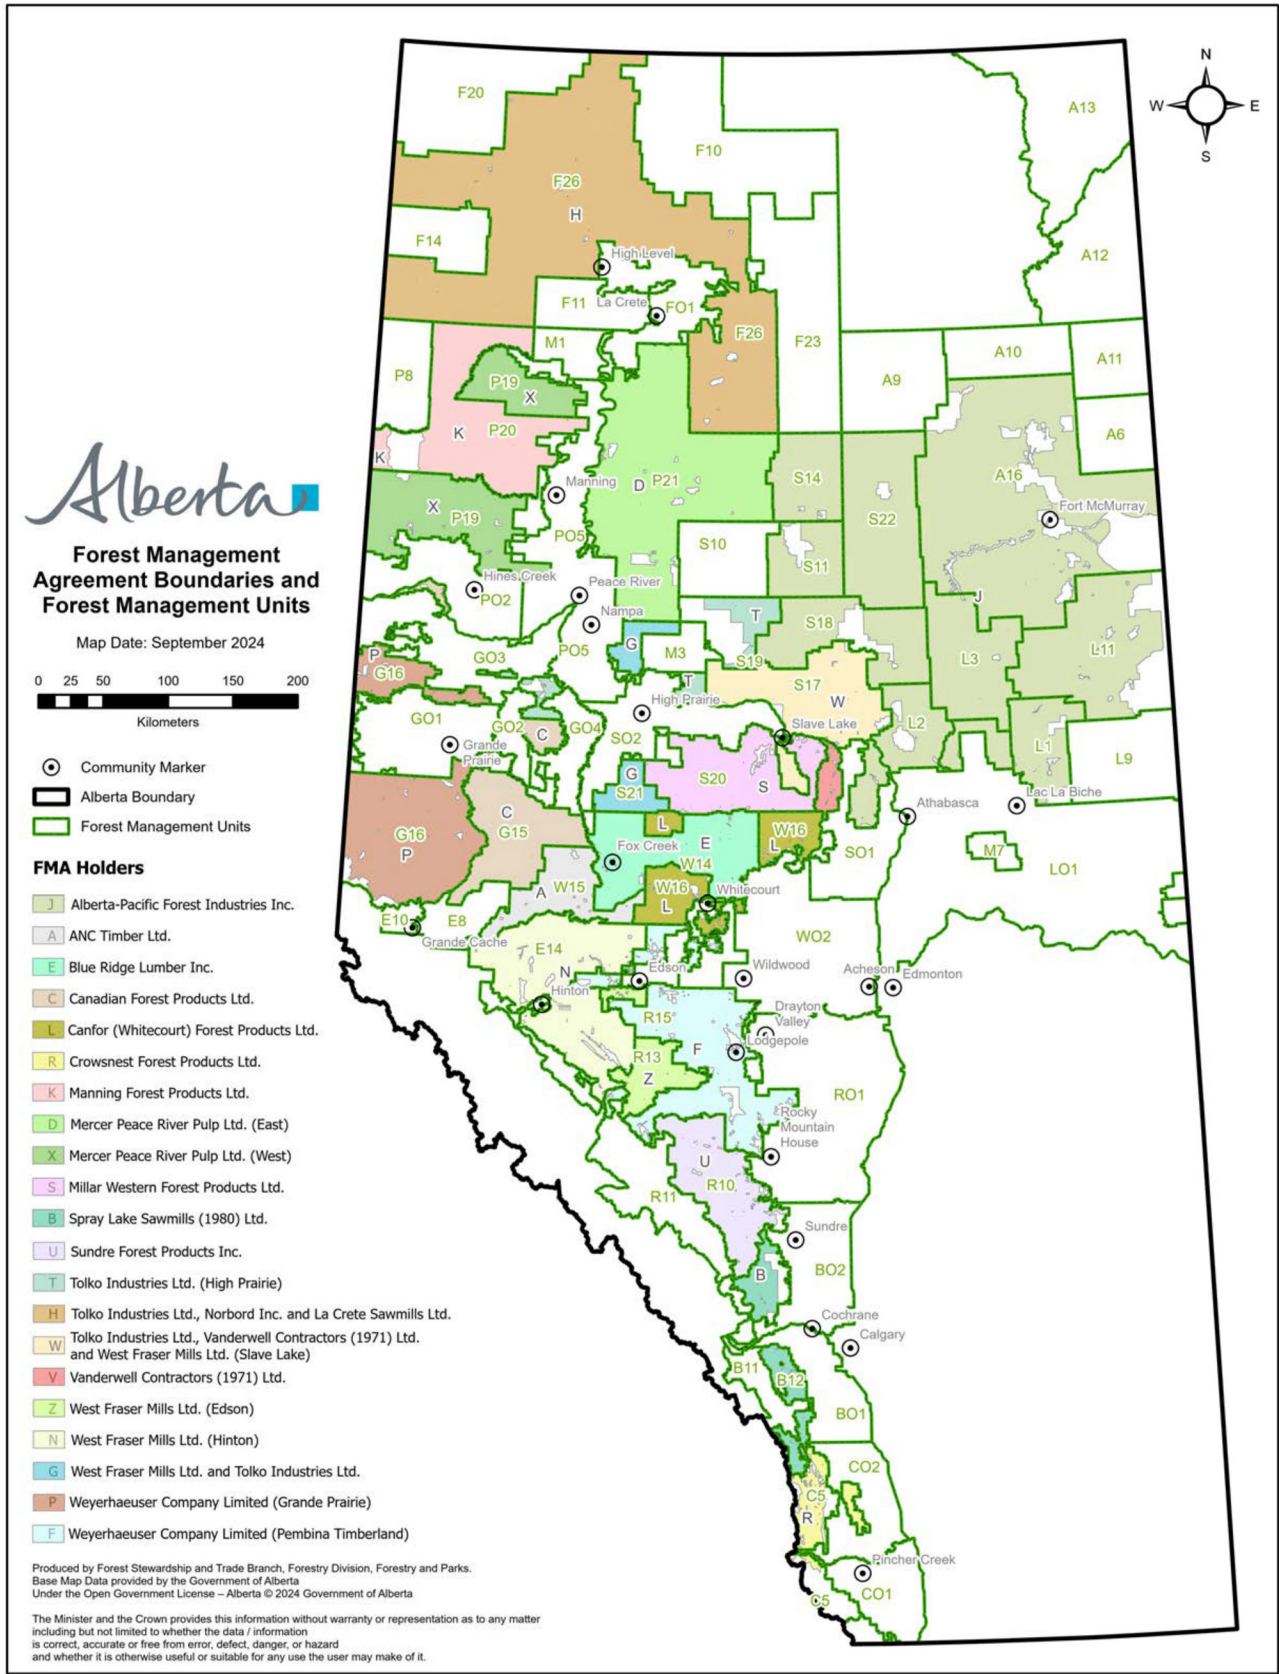 Alberta
Forest Management
Agreement Boundaries and
Forest Management Units
Map Date: September 2024
0 25 50 100 150 200
Kilometers
Community Marker
Alberta Boundary
Forest Management Units
FMA Holders
J Alberta-Pacific Forest Industries Inc.
A ANC Timber Ltd.
E Blue Ridge Lumber Inc.
C Canadian Forest Products Ltd.
L Canfor (Whitecourt) Forest Products Ltd.
R Crowsnest Forest Products Ltd.
K Manning Forest Products Ltd.
D Mercer Peace River Pulp Ltd. (East)
X Mercer Peace River Pulp Ltd. (West)
S Millar Western Forest Products Ltd.
B Spray Lake Sawmills (1980) Ltd.
U Sundre Forest Products Inc.
T Tolko Industries Ltd. (High Prairie)
H Tolko Industries Ltd., Norbord Inc. and La Crete Sawmills Ltd.
W Tolko Industries Ltd., Vanderwell Contractors (1971) Ltd.
and West Fraser Mills Ltd. (Slave Lake)
V Vanderwell Contractors (1971) Ltd.
Z West Fraser Mills Ltd. (Edson)
N West Fraser Mills Ltd. (Hinton)
G West Fraser Mills Ltd. and Tolko Industries Ltd.
P Weyerhaeuser Company Limited (Grande Prairie)
F Weyerhaeuser Company Limited (Pembina Timberland)
Produced by Forest Stewardship and Trade Branch, Forestry Division, Forestry and Parks.
Base Map Data provided by the Government of Alberta
Under the Open Government License – Alberta © 2024 Government of Alberta
The Minister and the Crown provides this information without warranty or representation as to any matter
including but not limited to whether the data / information
is correct, accurate or free from error, defect, danger, or hazard
and whether it is otherwise useful or suitable for any use the user may make of it.
N
W E
S
F20
A13
F10
F26
H
F14
A12
High Level
F11
La Crete
FO1
F26
F23
M1
A10
A11
P8
P19
X
A9
K
P20
A6
K
Manning
D
P21
S14
A16
X
P19
S22
Fort McMurray
PO5
S10
S11
Hines Creek
PO2
Peace River
Nampa
J
T
S18
P
G16
GO3
PO5
G
M3
S19
L3
L11
T
S17
W
High Prairie
GO1
GO2
C
GO4
SO2
Slave Lake
L2
Grande
Prairie
L1
L9
G
S21
S20
S
Lac La Biche
Athabasca
C
G15
G16
P
L
E
W16
L
Fox Creek
W14
SO1
M7
LO1
A
W15
W16
L
Whitecourt
E10
E8
Grande Cache
WO2
E14
N
Edson
Wildwood
Acheson
Edmonton
Hinton
R15
Drayton
Valley
F
Lodgepole
R13
Z
RO1
Rocky
Mountain
House
U
R10
R11
Sundre
B
BO2
Cochrane
Calgary
B11
B12
BO1
CO2
C5
R
Pincher Creek
CO1
C5